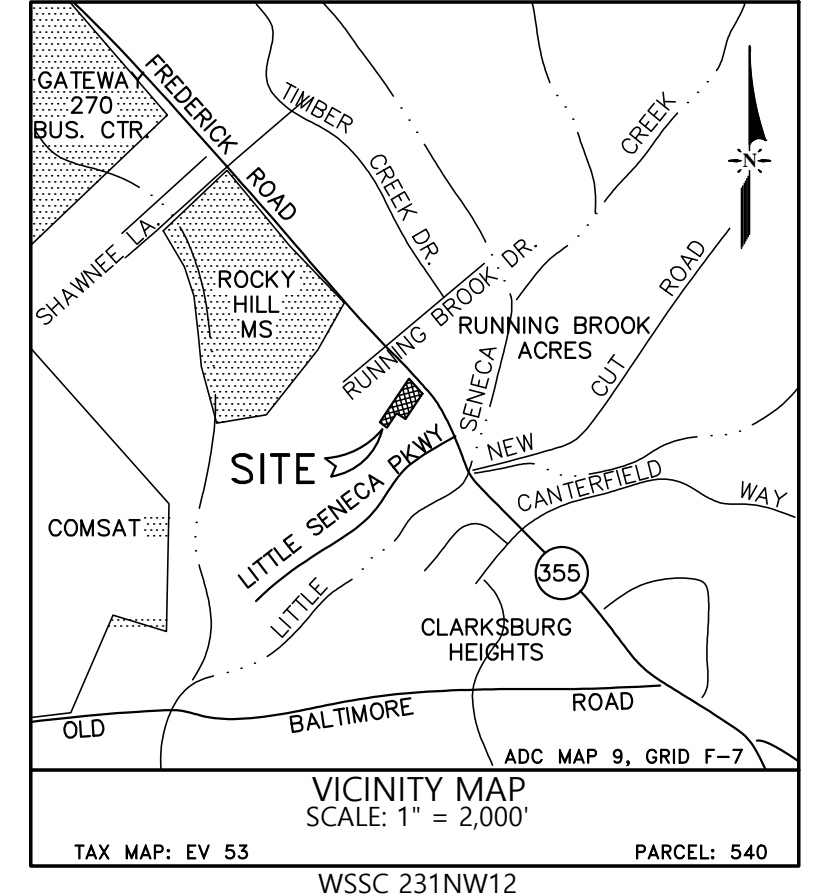 GATEWAY
270
BUS. CTR.
FREDERICK
ROAD
TIMBER
CREEK DR.
CREEK
N
SHAWNEE LA.
ROCKY
HILL
MS
RUNNING BROOK DR.
RUNNING BROOK
ACRES
SENECA
NEW
CUT
ROAD
SITE
LITTLE SENECA PKWY
CANTERFIELD
WAY
COMSAT
355
LITTLE
CLARKSBURG
HEIGHTS
OLD
BALTIMORE
ROAD
ADC MAP 9, GRID F-7
VICINITY MAP
SCALE: 1" = 2,000'
TAX MAP: EV 53
PARCEL: 540
WSSC 231NW12